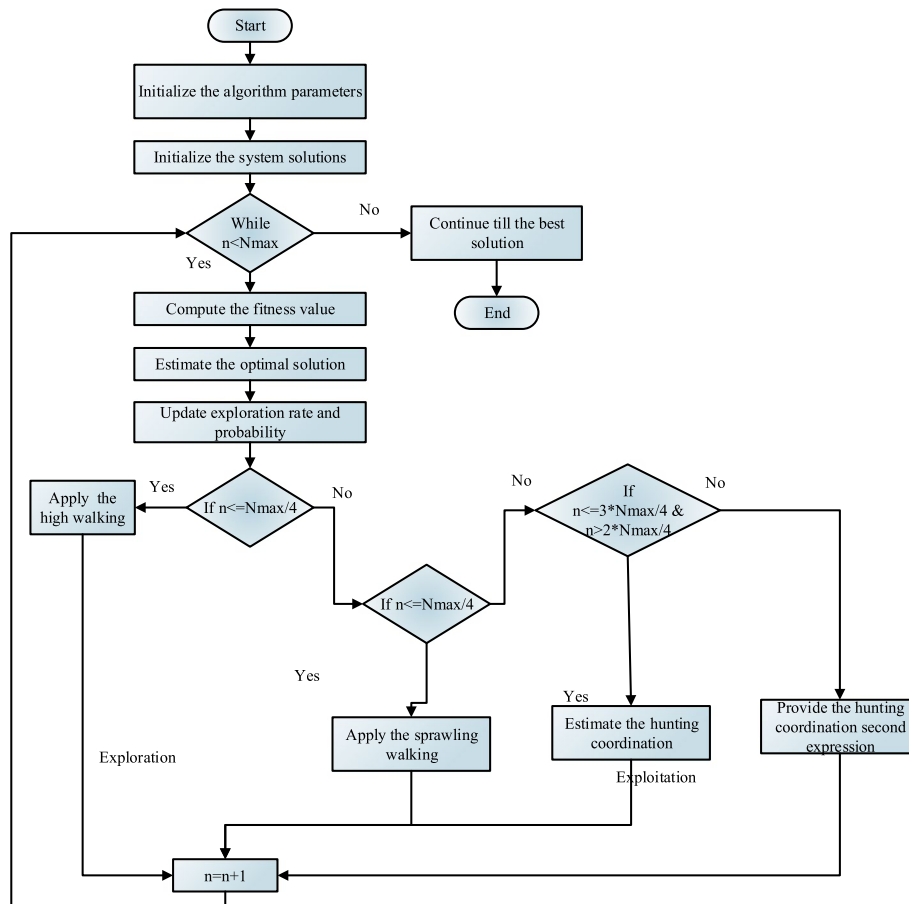 Start
Initialize the algorithm parameters
Initialize the system solutions
While
n<Nmax
No
Yes
Continue till the best
solution
End
Compute the fitness value
Estimate the optimal solution
Update exploration rate and
probability
Apply the
high walking
Yes
If n<=Nmax/4
No
No
If
n<=3*Nmax/4 &
n>2*Nmax/4
No
If n<=Nmax/4
Yes
Yes
Apply the sprawling
walking
Estimate the hunting
coordination
Provide the hunting
coordination second
expression
Exploration
Exploitation
n=n+1